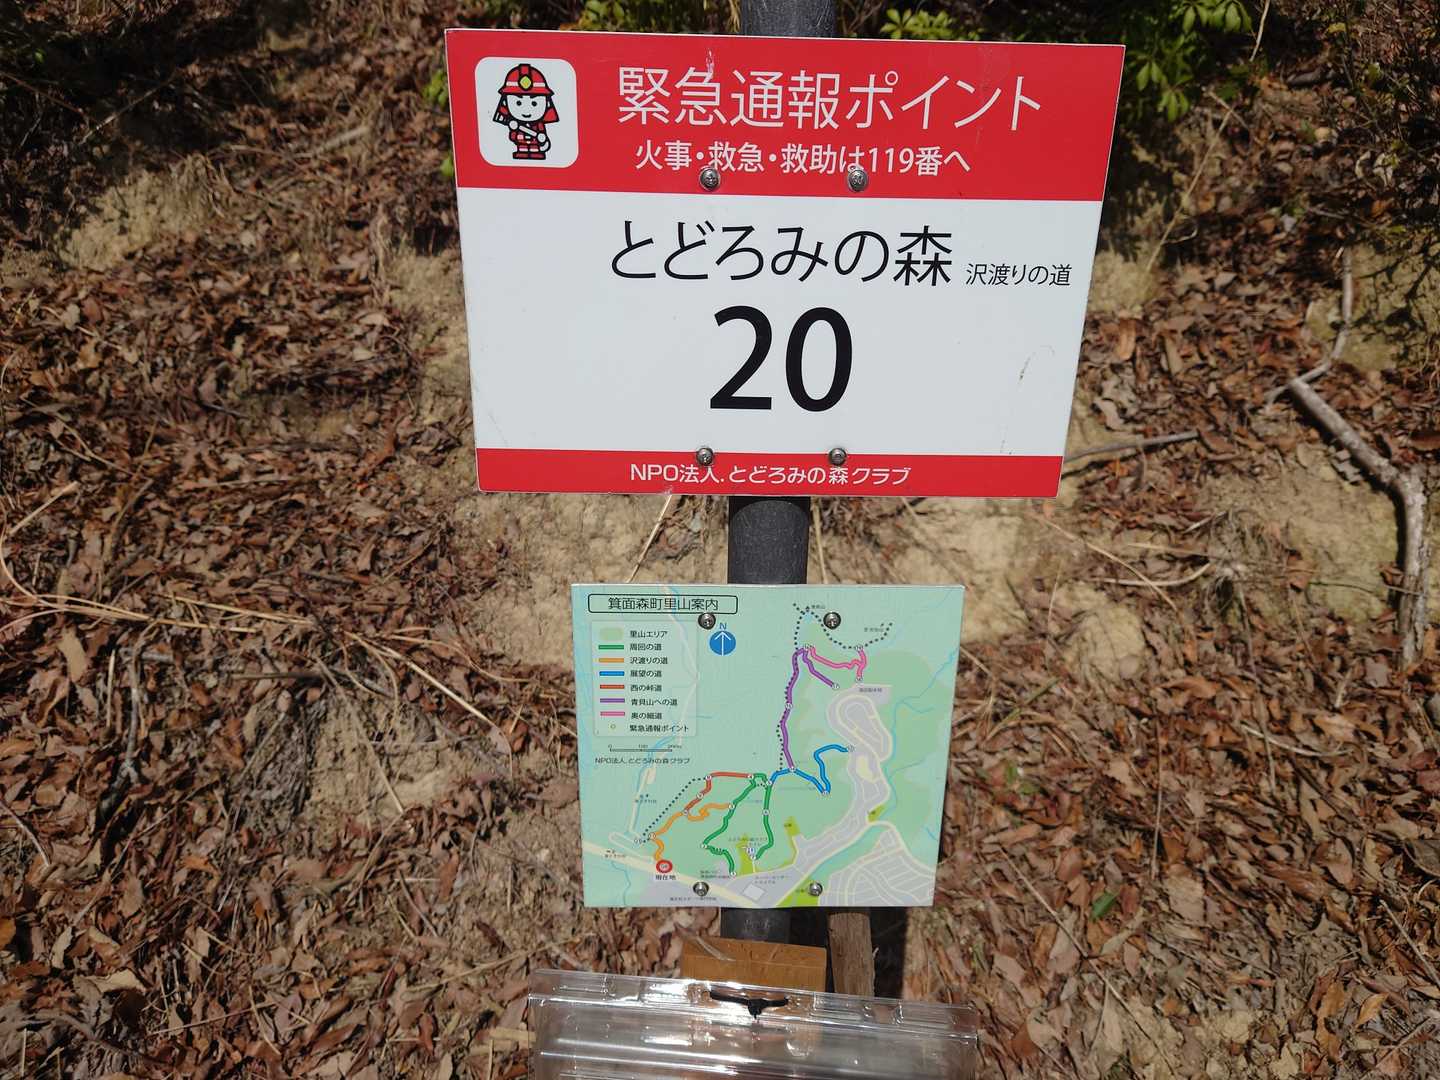 緊急通報ポイント
火事・救急・救助は119番へ
とどろみの森 沢渡りの道
20
NPO法人.とどろみの森クラブ
箕面森町里山案内
N
里山エリア
周回の道
沢渡りの道
展望の道
西の峠道
青貝山への道
奥の細道
緊急通報ポイント
NPO法人.とどろみの森クラブ
現在地